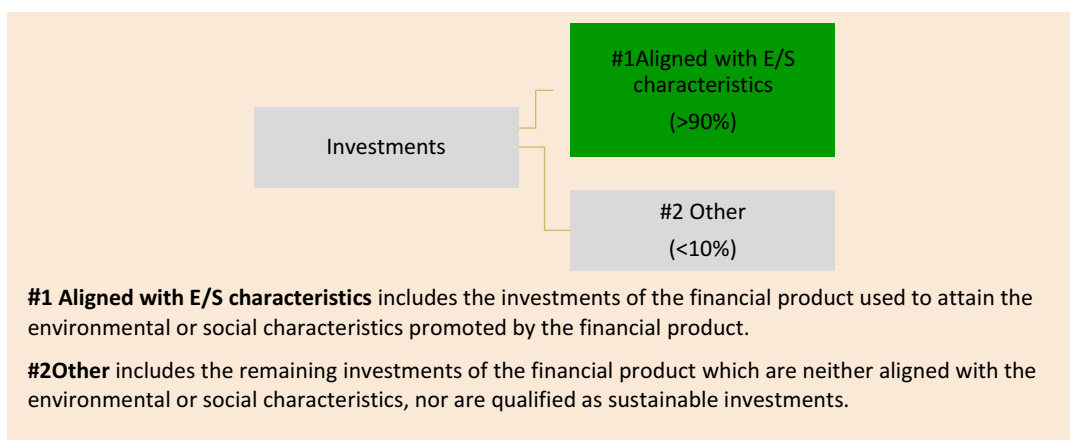 #1Aligned with E/S
characteristics
(>90%)
Investments
#2 Other
(<10%)
#1 Aligned with E/S characteristics includes the investments of the financial product used to attain the
environmental or social characteristics promoted by the financial product.
#2Other includes the remaining investments of the financial product which are neither aligned with the
environmental or social characteristics, nor are qualified as sustainable investments.